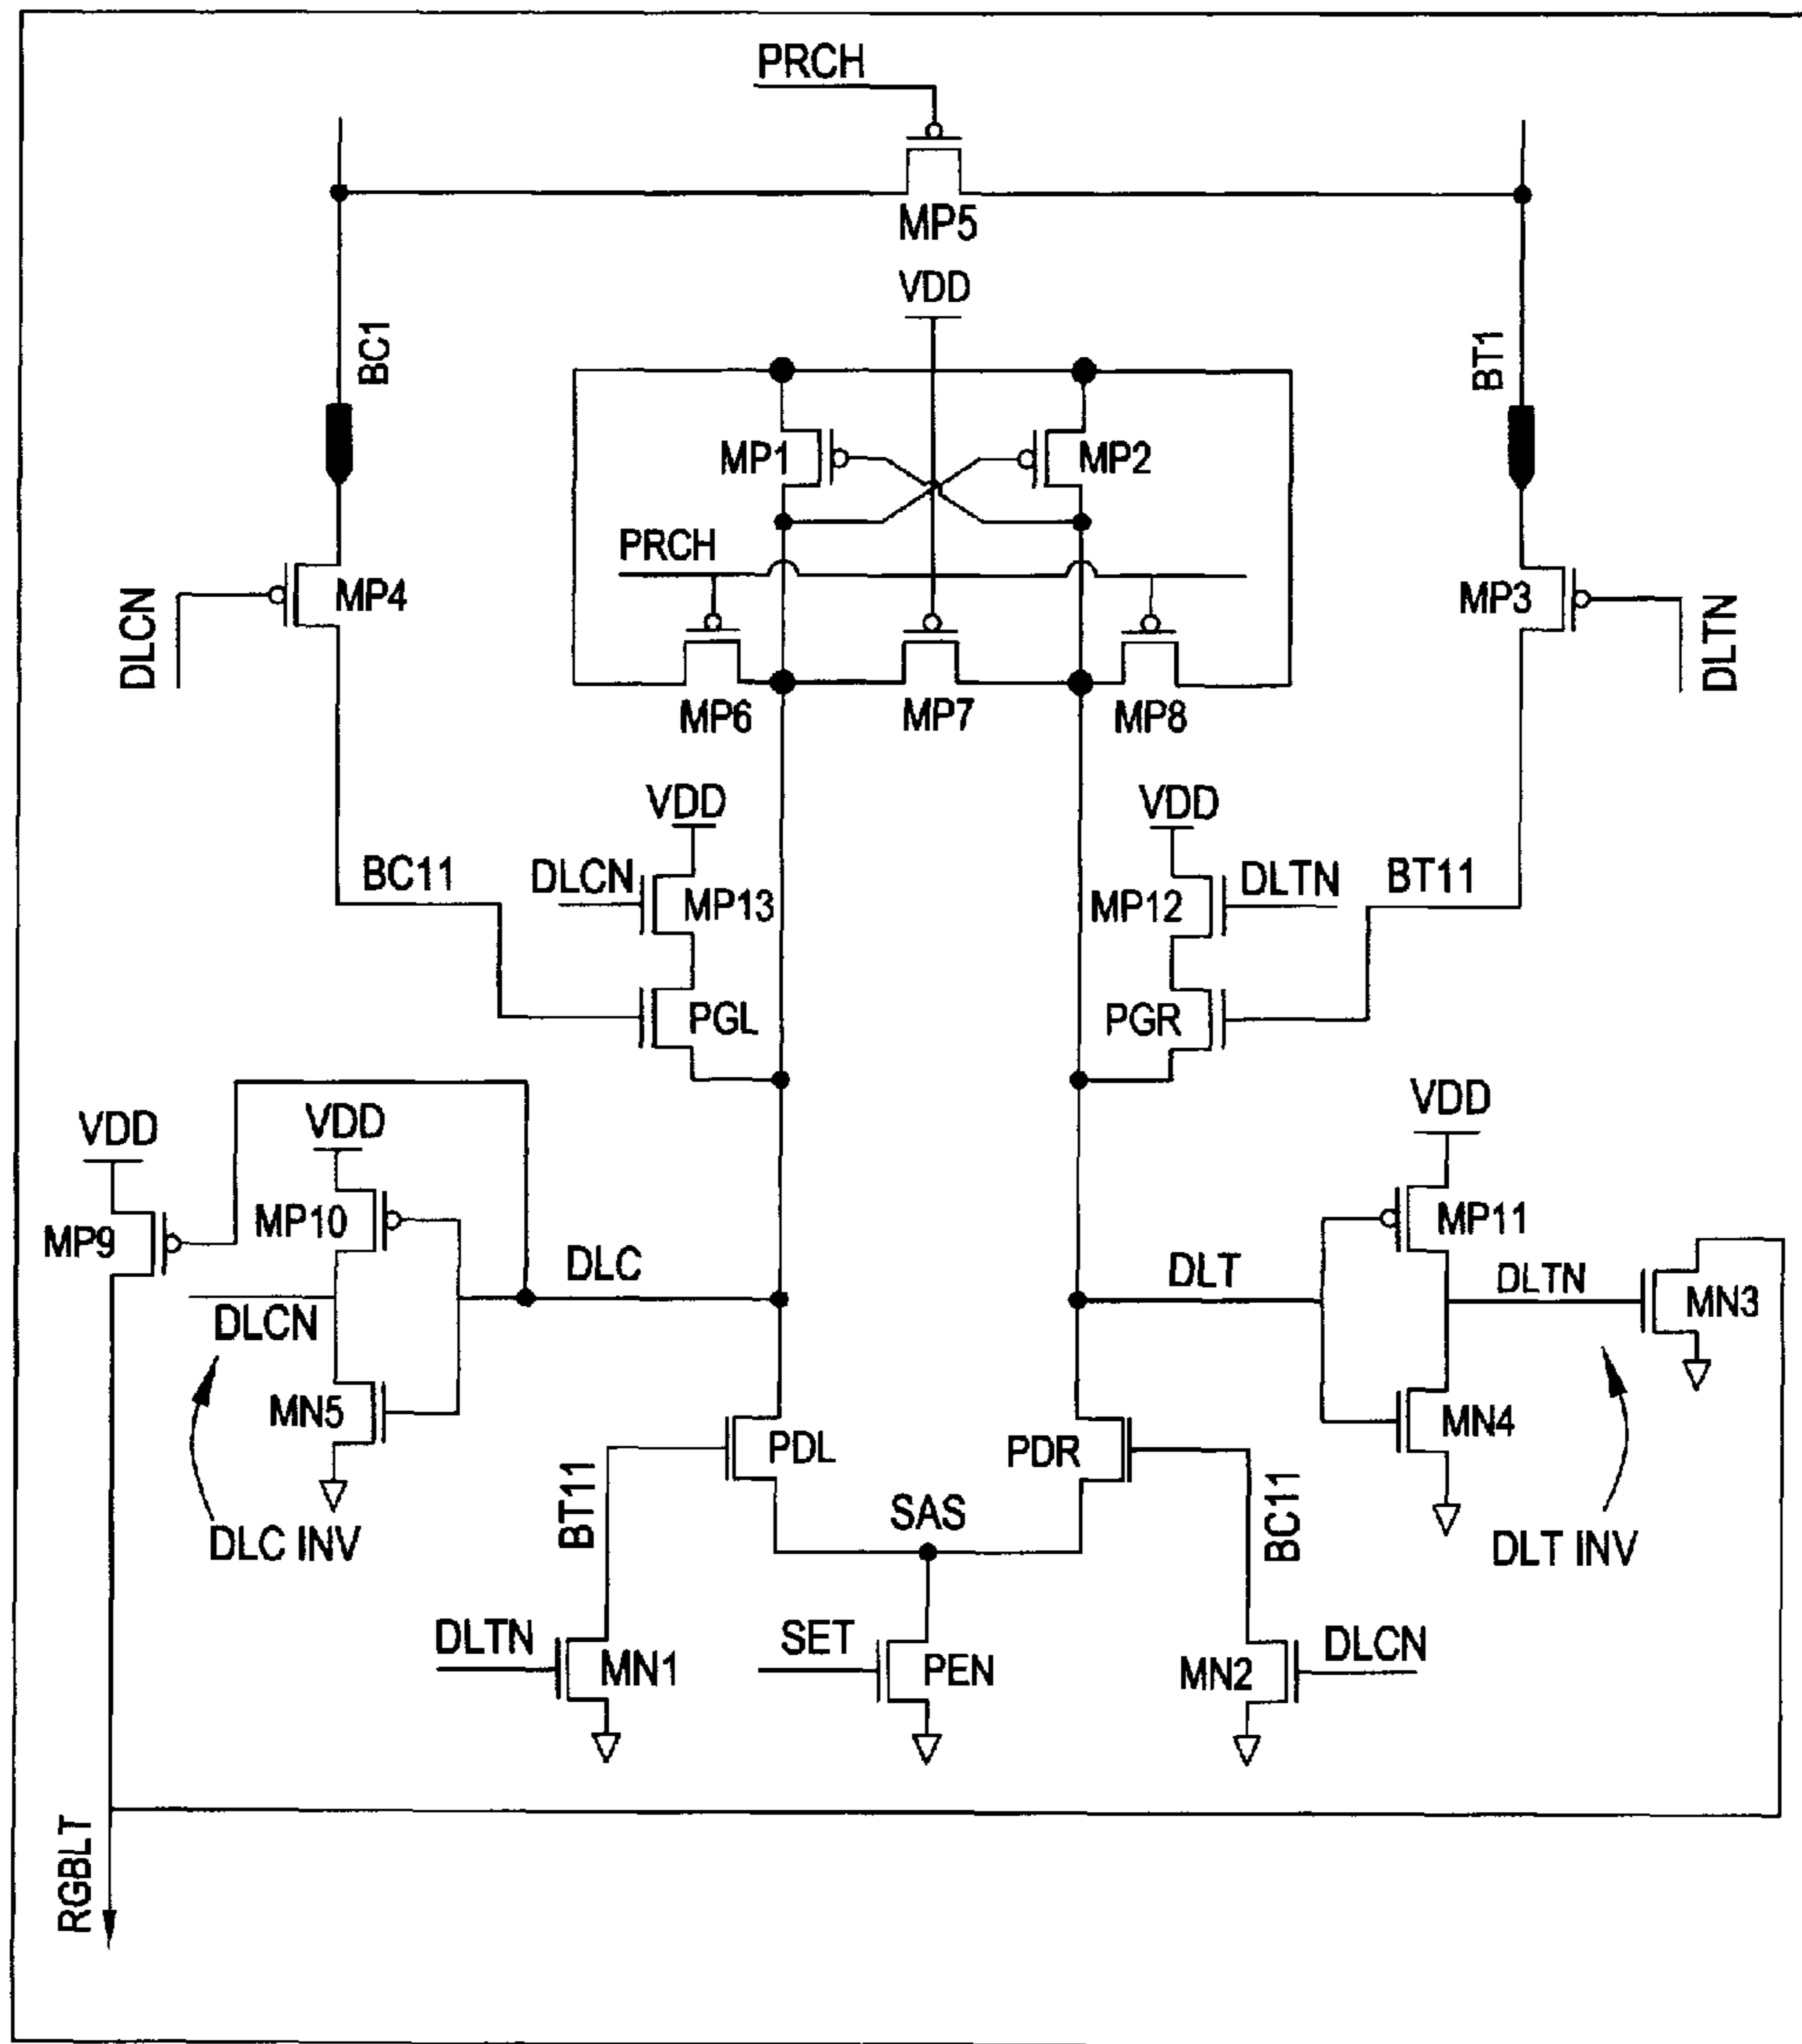 PRCH
MP5
VDD
BC1
BT1
MP1
MP2
PRCH
DLCN
MP4
MP3
DLTN
MP6
MP7
MP8
VDD
VDD
BC11
DLCN
MP13
MP12
DLTN
BT11
PGL
PGR
VDD
VDD
VDD
MP9
MP10
MP11
DLC
DLT
DLTN
MN3
DLCN
MN5
MN4
PDL
PDR
BT11
SAS
BC11
DLC INV
DLT INV
DLTN
MN1
SET
PEN
MN2
DLCN
RGBLT